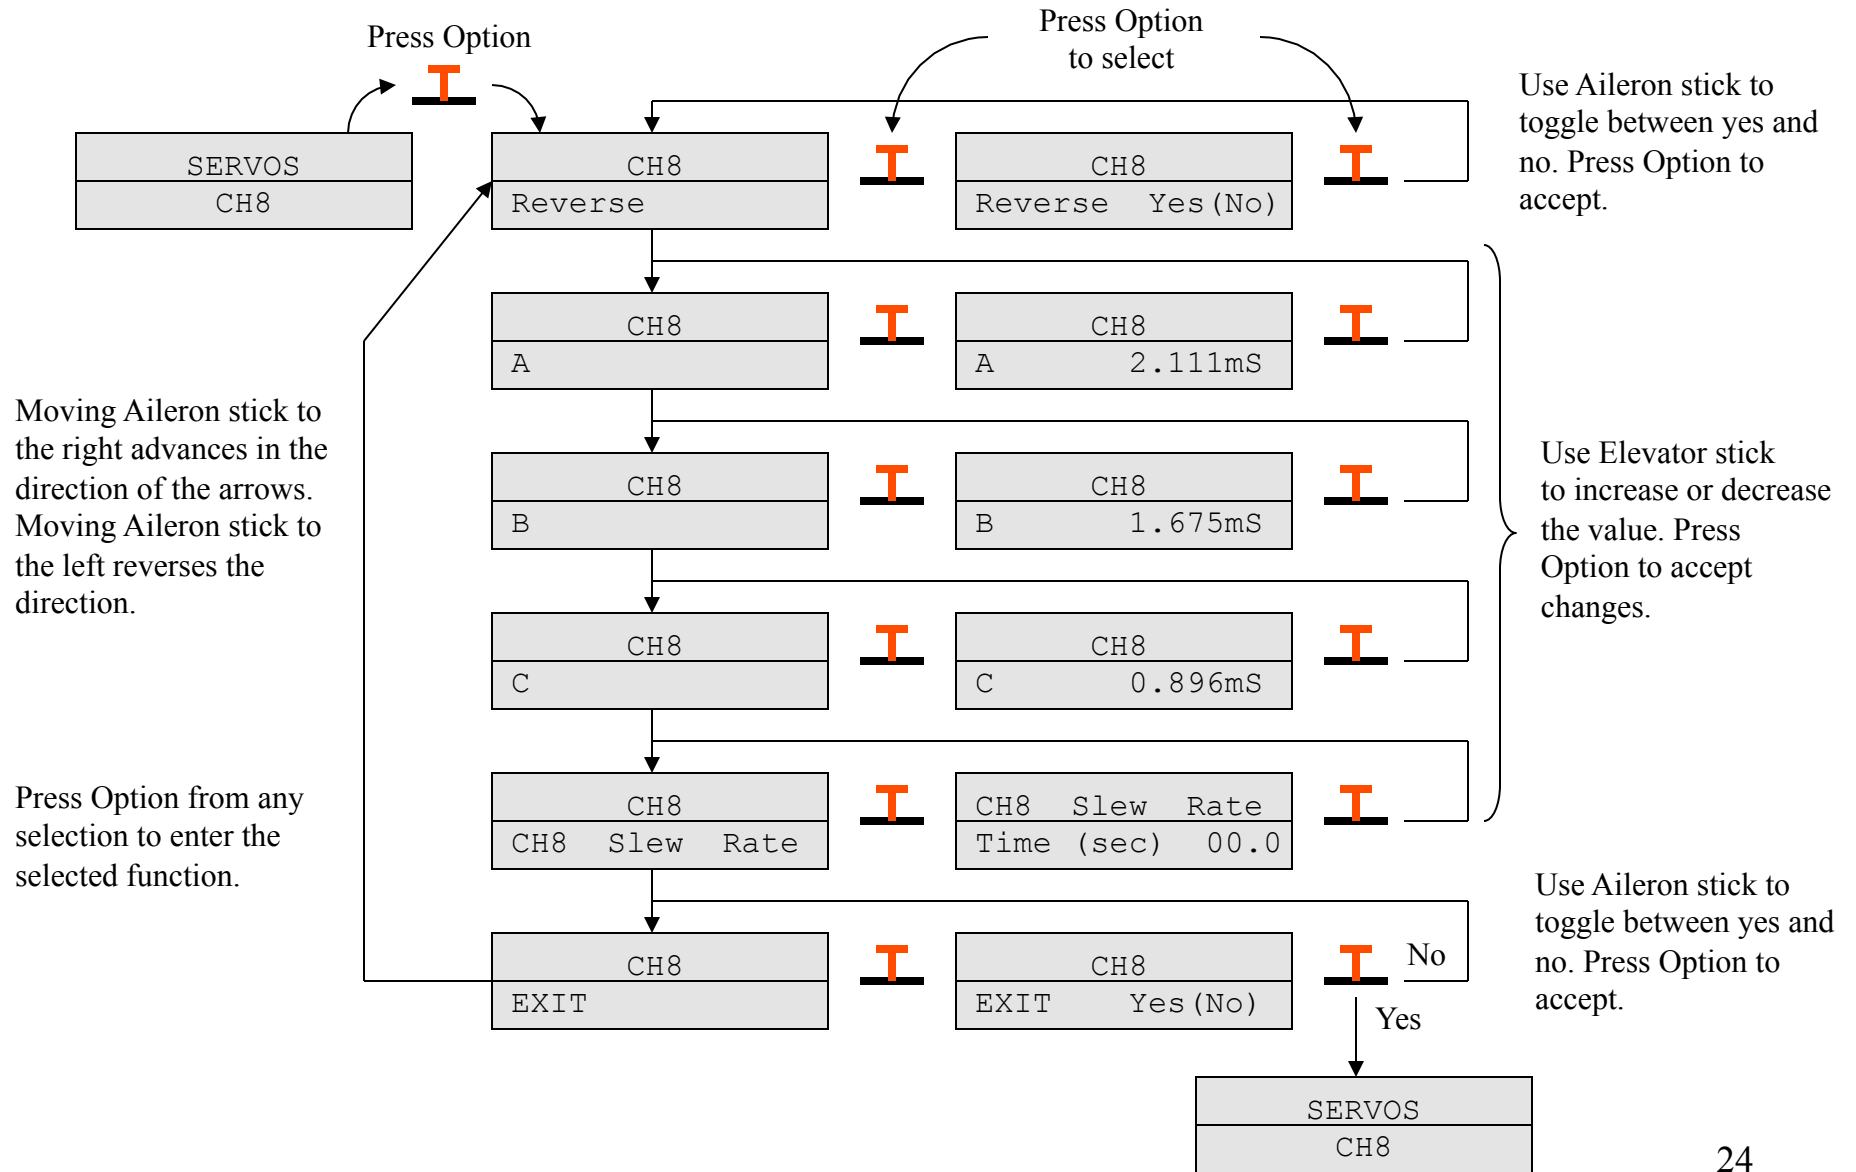 Press Option
Press Option
to select
SERVOS
CH8
CH8
Reverse
CH8
Reverse Yes(No)
Use Aileron stick to
toggle between yes and
no. Press Option to
accept.
CH8
A
CH8
A 2.111mS
Moving Aileron stick to
the right advances in the
direction of the arrows.
Moving Aileron stick to
the left reverses the
direction.
CH8
B
CH8
B 1.675mS
Use Elevator stick
to increase or decrease
the value. Press
Option to accept
changes.
CH8
C
CH8
C 0.896mS
Press Option from any
selection to enter the
selected function.
CH8
CH8 Slew Rate
CH8 Slew Rate
Time (sec) 00.0
CH8
EXIT
CH8
EXIT Yes(No)
No
Yes
Use Aileron stick to
toggle between yes and
no. Press Option to
accept.
SERVOS
CH8
24